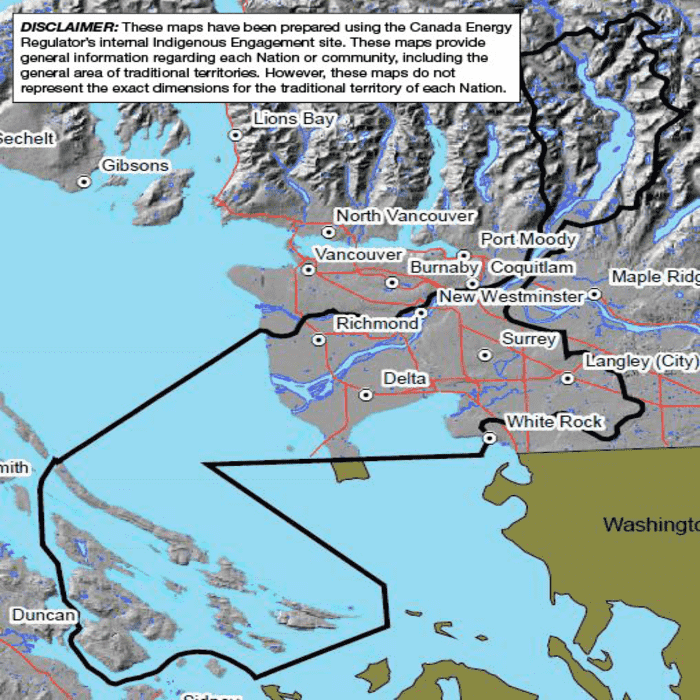 DISCLAIMER: These maps have been prepared using the Canada Energy
Regulator's internal Indigenous Engagement site. These maps provide
general information regarding each Nation or community, including the
general area of traditional territories. However, these maps do not
represent the exact dimensions for the traditional territory of each Nation.
Lions Bay
Sechelt
Gibsons
North Vancouver
Port Moody
Vancouver
Burnaby
Coquitlam
Maple Ridg
New Westminster
Richmond
Surrey
Langley (City)
Delta
White Rock
mith
Washingto
Duncan
Sidney